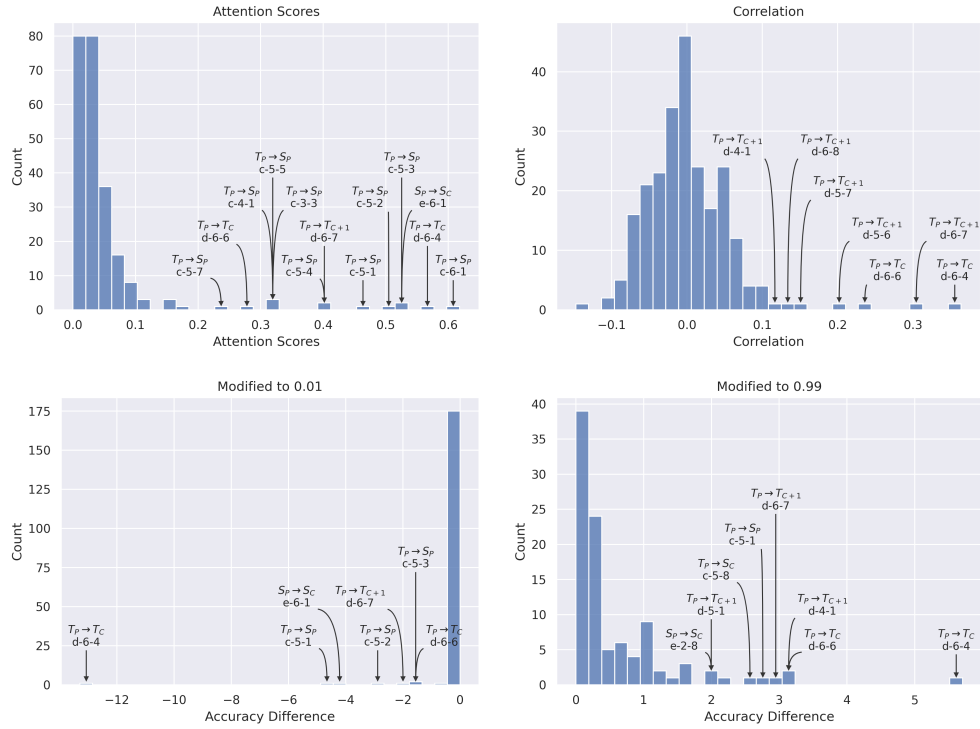 Attention Scores
Count
80
70
60
50
40
30
20
10
0
T_P → S_P
c-5-5
T_P → S_P
c-5-3
T_P → S_P
c-4-1
T_P → S_P
c-3-3
T_P → S_P
c-5-2
S_P → S_C
e-6-1
T_P → T_C
d-6-6
T_P → T_{C+1}
d-6-7
T_P → T_C
d-6-4
T_P → S_P
c-5-7
T_P → S_P
c-5-4
T_P → S_P
c-5-1
T_P → S_P
c-6-1
0.0 0.1 0.2 0.3 0.4 0.5 0.6
Attention Scores
Correlation
Count
40
30
20
10
0
T_P → T_{C+1}
d-4-1
T_P → T_{C+1}
d-6-8
T_P → T_{C+1}
d-5-7
T_P → T_{C+1}
d-5-6
T_P → T_{C+1}
d-6-7
T_P → T_C
d-6-6
T_P → T_C
d-6-4
−0.1 0.0 0.1 0.2 0.3
Correlation
Modified to 0.01
Count
175
150
125
100
75
50
25
0
T_P → S_P
c-5-3
S_P → S_C
e-6-1
T_P → T_{C+1}
d-6-7
T_P → T_C
d-6-4
T_P → S_P
c-5-1
T_P → S_P
c-5-2
T_P → T_C
d-6-6
−12 −10 −8 −6 −4 −2 0
Accuracy Difference
Modified to 0.99
Count
40
35
30
25
20
15
10
5
0
T_P → T_{C+1}
d-6-7
T_P → S_P
c-5-1
T_P → S_C
c-5-8
T_P → T_{C+1}
d-5-1
T_P → T_{C+1}
d-4-1
S_P → S_C
e-2-8
T_P → T_C
d-6-6
T_P → T_C
d-6-4
0 1 2 3 4 5
Accuracy Difference